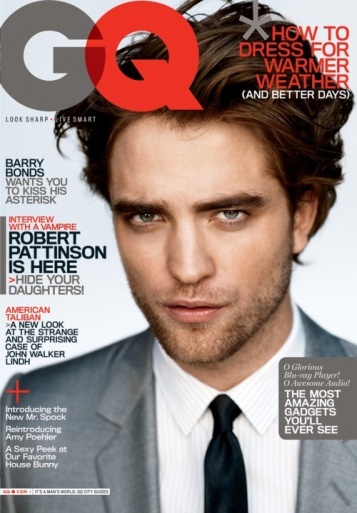 GQ
*HOW TO
DRESS FOR
WARMER
WEATHER
(AND BETTER DAYS)
LOOK SHARP + LIVE SMART
BARRY
BONDS
WANTS YOU
TO KISS HIS
ASTERISK
INTERVIEW
WITH A VAMPIRE
ROBERT
PATTINSON
IS HERE
>HIDE YOUR
DAUGHTERS!
AMERICAN
TALIBAN
>A NEW LOOK
AT THE STRANGE
AND SURPRISING
CASE OF
JOHN WALKER
LINDH
+
Introducing the
New Mr. Spock
Reintroducing
Amy Poehler
A Sexy Peek at
Our Favorite
House Bunny
O Glorious
Blu-ray Player!
O Awesome Audio!
THE MOST
AMAZING
GADGETS
YOU'LL
EVER SEE
GQ.COM + IT'S A MAN'S WORLD. GQ CITY GUIDES